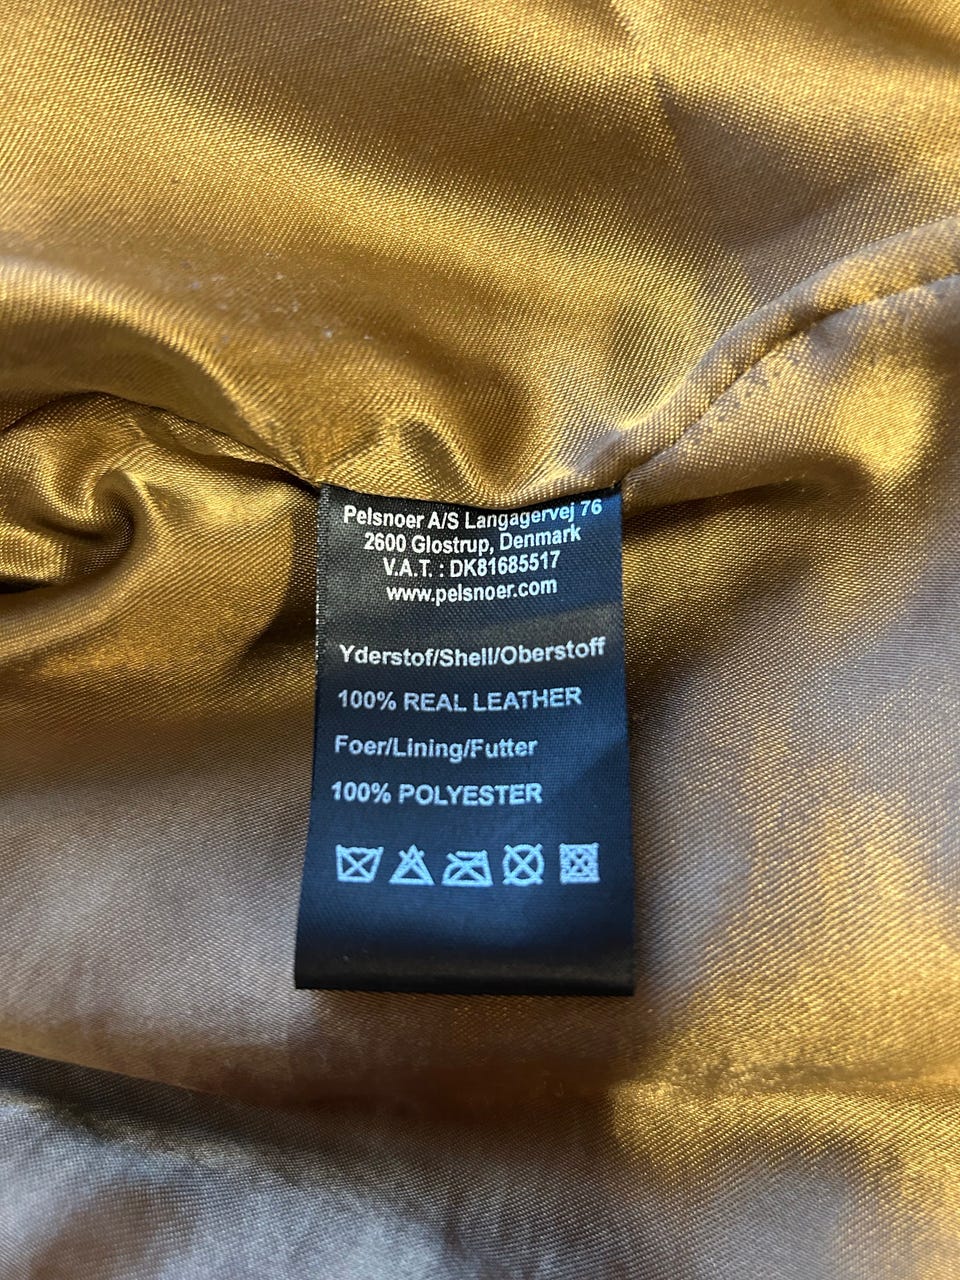 Pelsnoer A/S Langagervej 76
2600 Glostrup, Denmark
V.A.T. : DK81685517
www.pelsnoer.com
Yderstof/Shell/Oberstoff
100% REAL LEATHER
Foer/Lining/Futter
100% POLYESTER